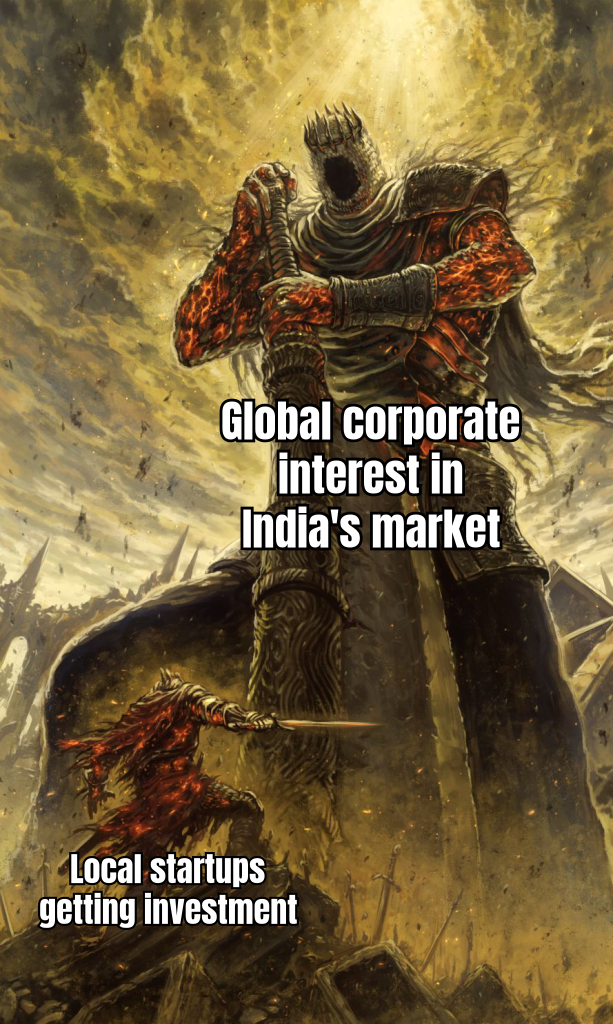 Global corporate
interest in
India's market
Local startups
getting investment